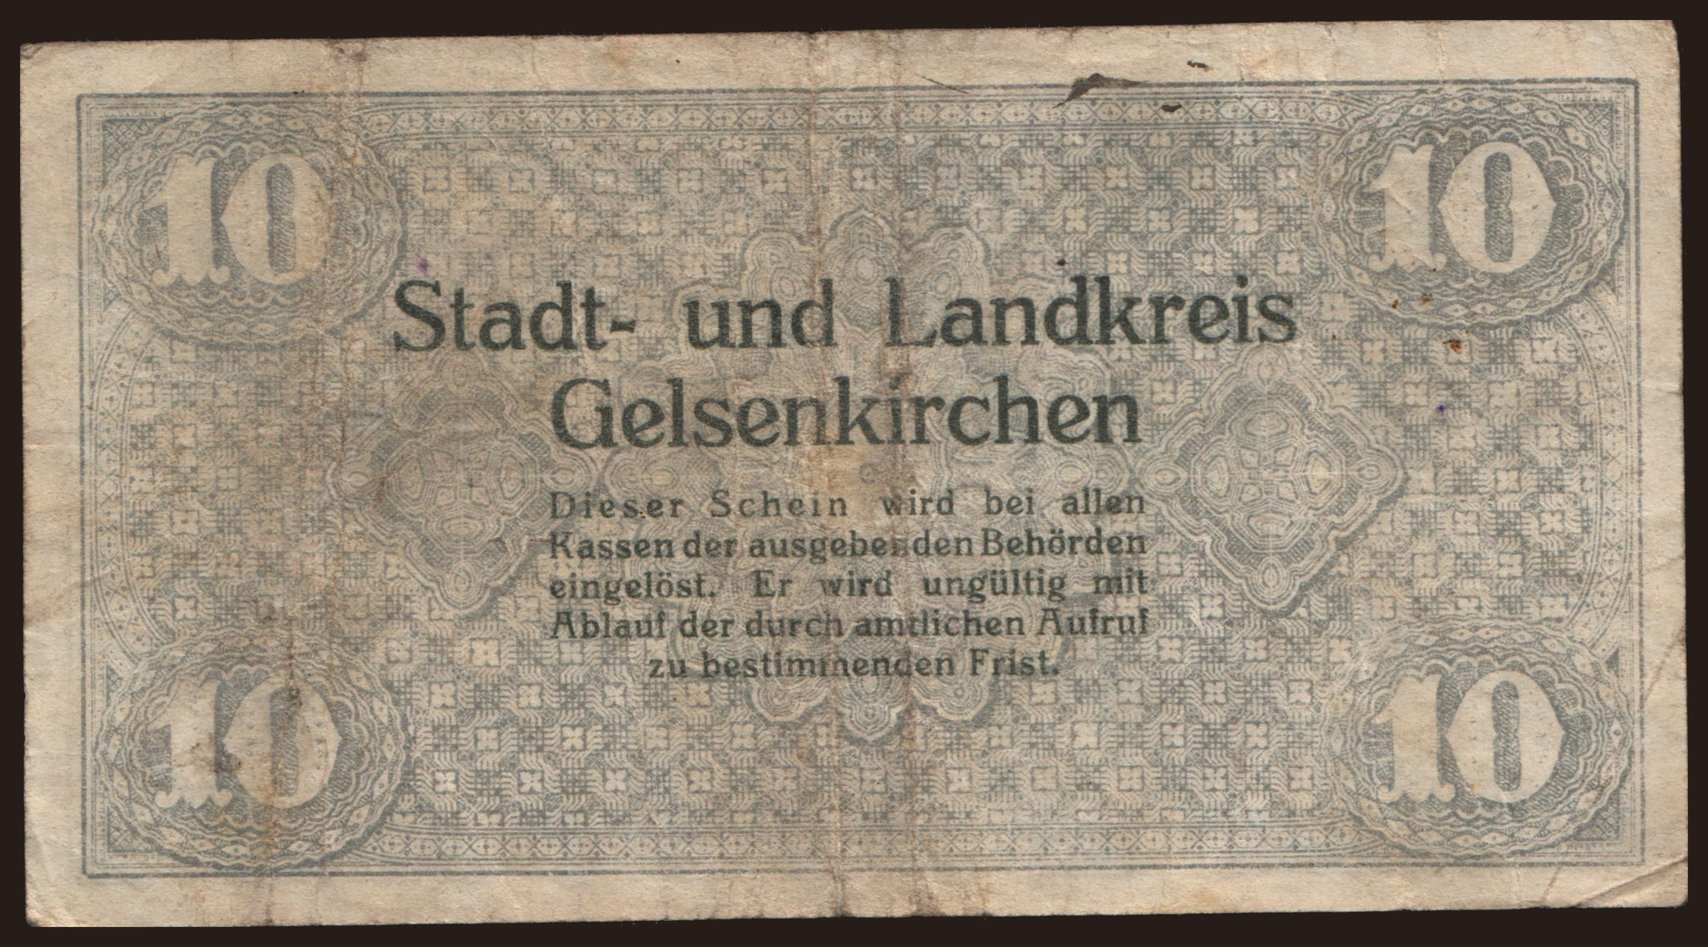 10 10
Stadt- und Landkreis
Gelsenkirchen
Dieser Schein wird bei allen
Kassen der ausgebenden Behörden
eingelöst. Er wird ungültig mit
Ablauf der durch amtlichen Aufruf
zu bestimmenden Frist.
10 10